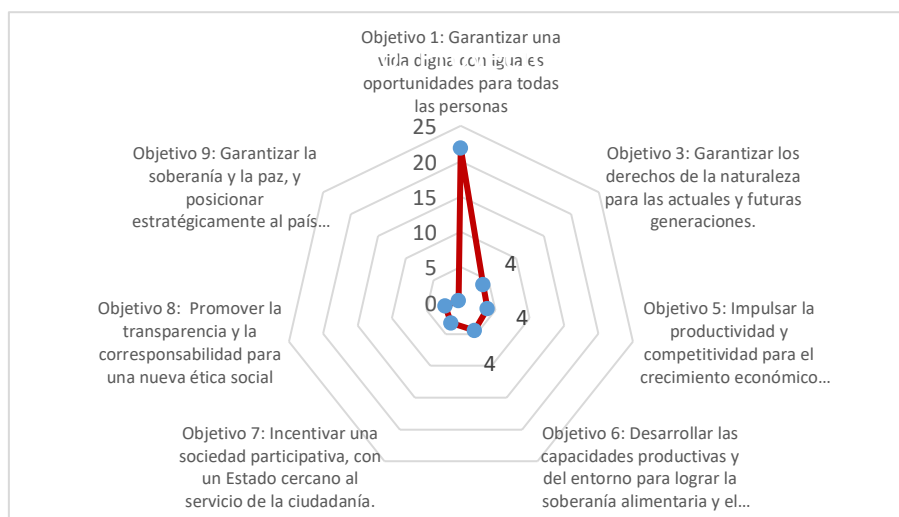 Objetivo 1: Garantizar una
vida digna con iguales
oportunidades para todas
las personas
25
20
15
10
5
0
Objetivo 3: Garantizar los
derechos de la naturaleza
para las actuales y futuras
generaciones.
4
Objetivo 5: Impulsar la
productividad y
competitividad para el
crecimiento económico...
4
Objetivo 6: Desarrollar las
capacidades productivas y
del entorno para lograr la
soberanía alimentaria y el...
4
Objetivo 7: Incentivar una
sociedad participativa, con
un Estado cercano al
servicio de la ciudadanía.
Objetivo 8:  Promover la
transparencia y la
corresponsabilidad para
una nueva ética social
Objetivo 9: Garantizar la
soberanía y la paz, y
posicionar
estratégicamente al país...